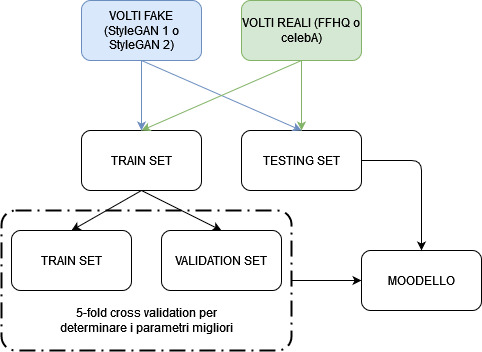 VOLTI FAKE
(StyleGAN 1 o
StyleGAN 2)
VOLTI REALI (FFHQ o
celebA)
TRAIN SET
TESTING SET
TRAIN SET
VALIDATION SET
MOODELLO
5-fold cross validation per
determinare i parametri migliori